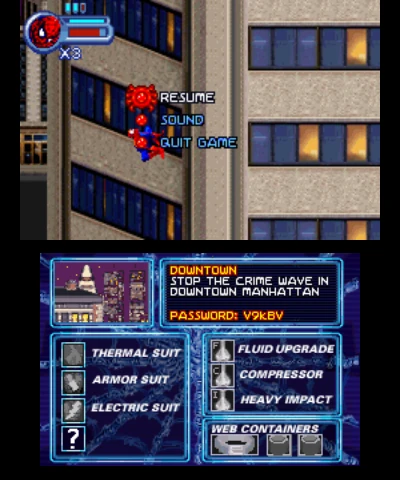 X3
RESUME
SOUND
QUIT GAME
DOWNTOWN
STOP THE CRIME WAVE IN
DOWNTOWN MANHATTAN
PASSWORD: V9KBV
THERMAL SUIT
ARMOR SUIT
ELECTRIC SUIT
?
F FLUID UPGRADE
C COMPRESSOR
I HEAVY IMPACT
WEB CONTAINERS